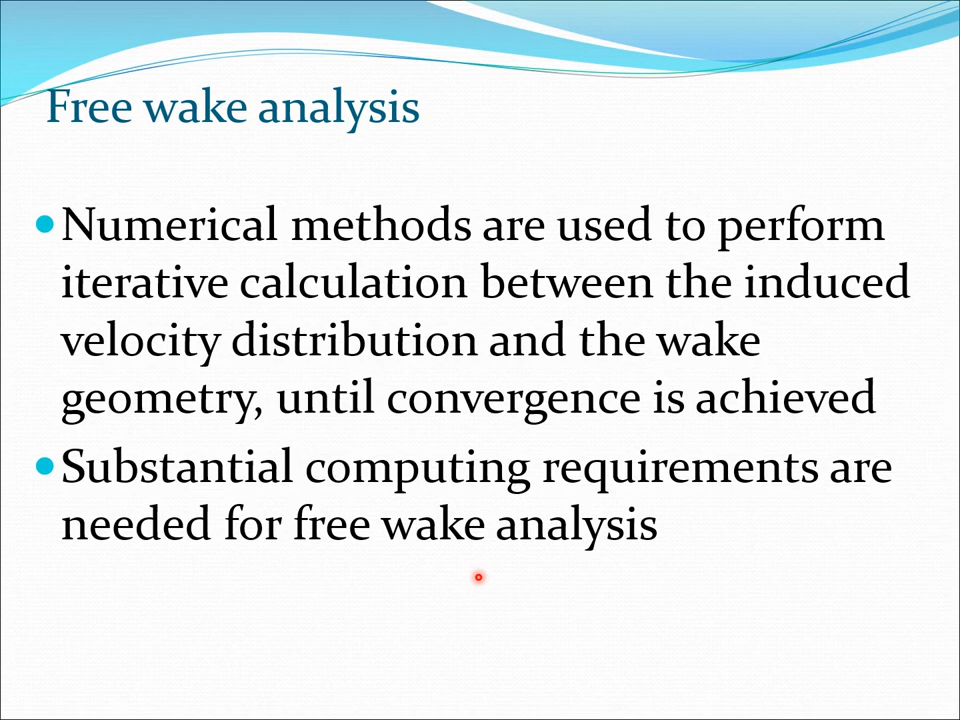 Free wake analysis
Numerical methods are used to perform
iterative calculation between the induced
velocity distribution and the wake
geometry, until convergence is achieved
Substantial computing requirements are
needed for free wake analysis